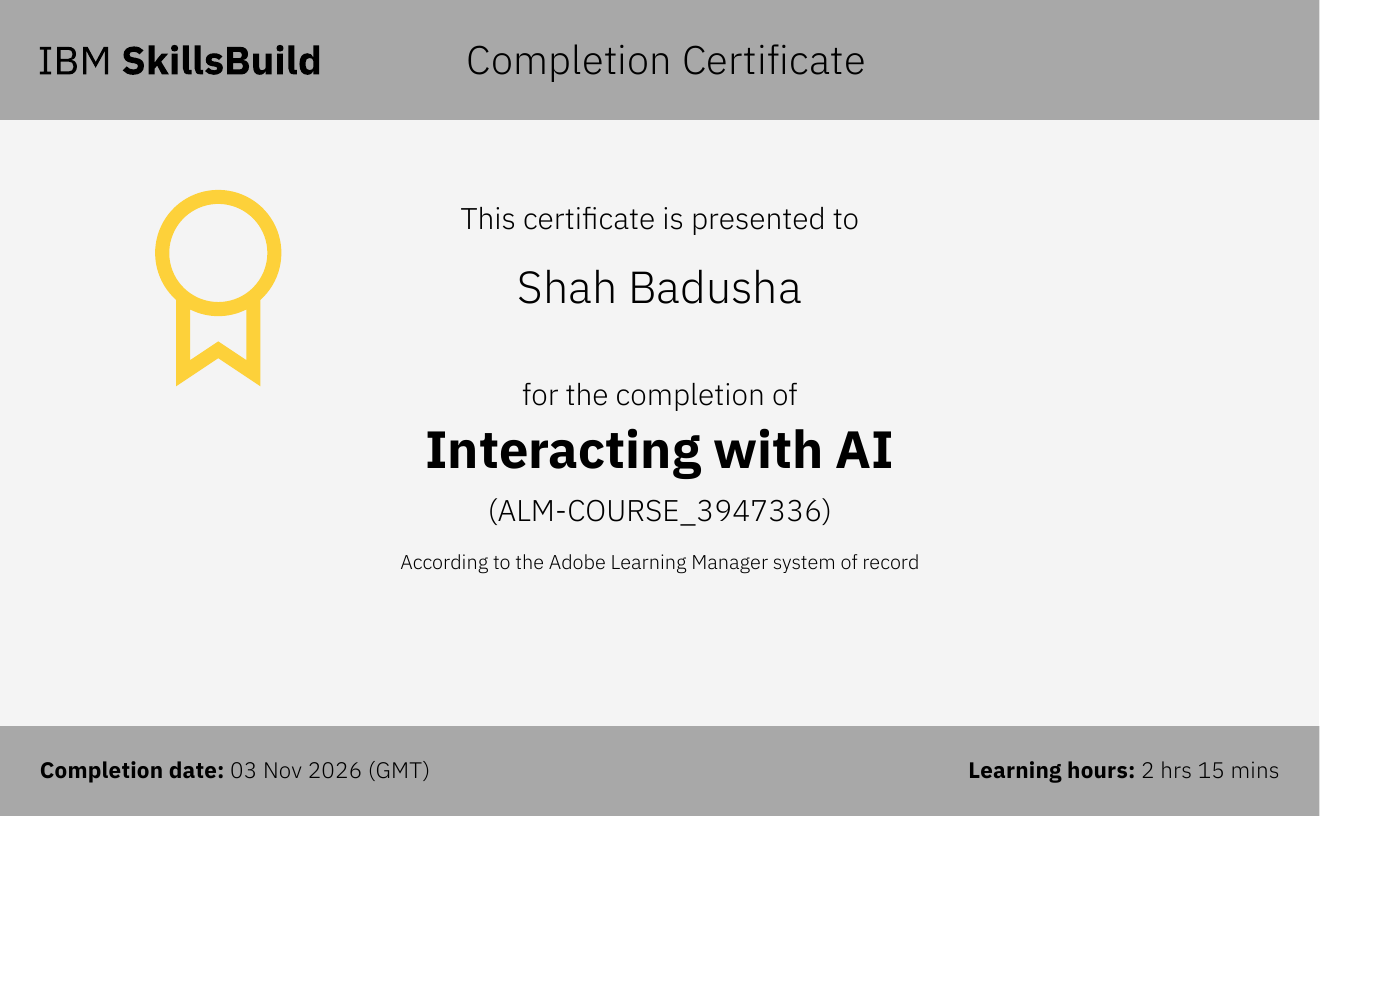 IBM SkillsBuild
Completion Certificate
This certificate is presented to
Shah Badusha
for the completion of
Interacting with AI
(ALM-COURSE_3947336)
According to the Adobe Learning Manager system of record
Completion date: 03 Nov 2026 (GMT)
Learning hours: 2 hrs 15 mins